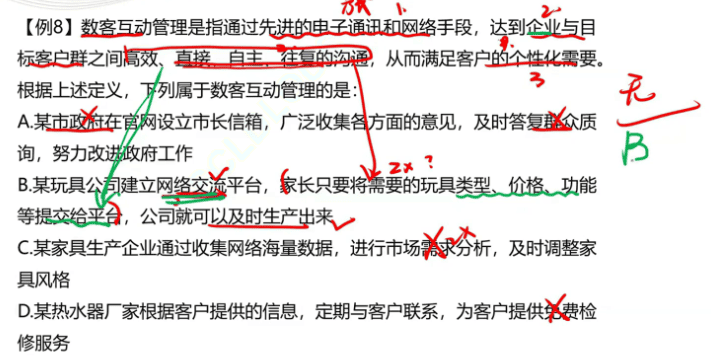 放 1.
【例8】数客互动管理是指通过先进的电子通讯和网络手段，达到企业与目
2
标客户群之间高效、直接、自主、往复的沟通，从而满足客户的个性化需要。
3
根据上述定义，下列属于数客互动管理的是：
无
A.某市政府在官网设立市长信箱，广泛收集各方面的意见，及时答复群众质
B
询，努力改进政府工作
2x？
B.某玩具公司建立网络交流平台，家长只要将需要的玩具类型、价格、功能
等提交给平台，公司就可以及时生产出来
C.某家具生产企业通过收集网络海量数据，进行市场需求分析，及时调整家
2x
具风格
D.某热水器厂家根据客户提供的信息，定期与客户联系，为客户提供免费检
修服务